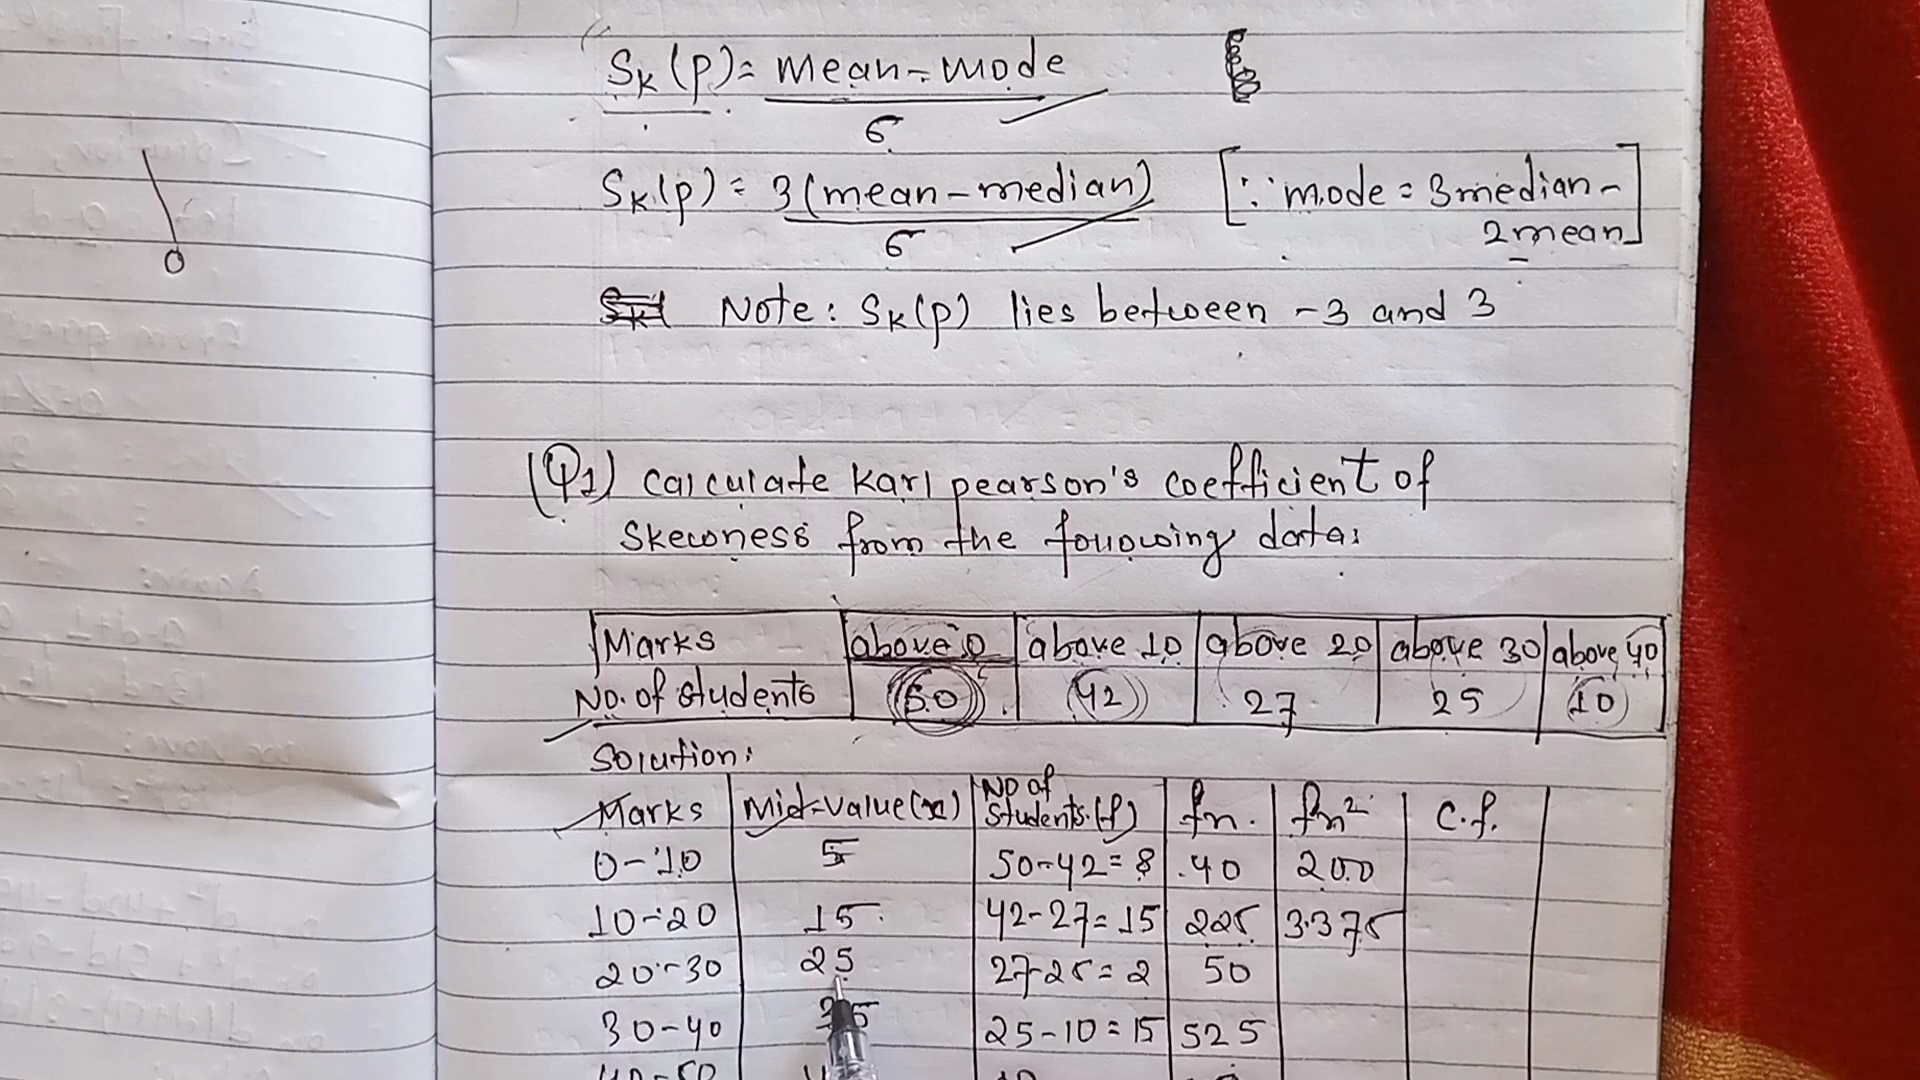 Sk(p) = mean - mode
σ
Sk(p) = 3(mean - median) [∵ mode = 3median -
σ 2mean]
Note: Sk(p) lies between -3 and 3
(Q1) calculate Karl pearson's coefficient of
skewness from the following data:
Marks above 0 above 10 above 20 above 30 above 40
No. of students 50 42 27 25 10
Solution:
Marks Mid-value(x) No of Students (f) fx fx² c.f.
0-10 5 50-42=8 40 200
10-20 15 42-27=15 225 3375
20-30 25 27-25=2 50
30-40 35 25-10=15 525
40-50 10